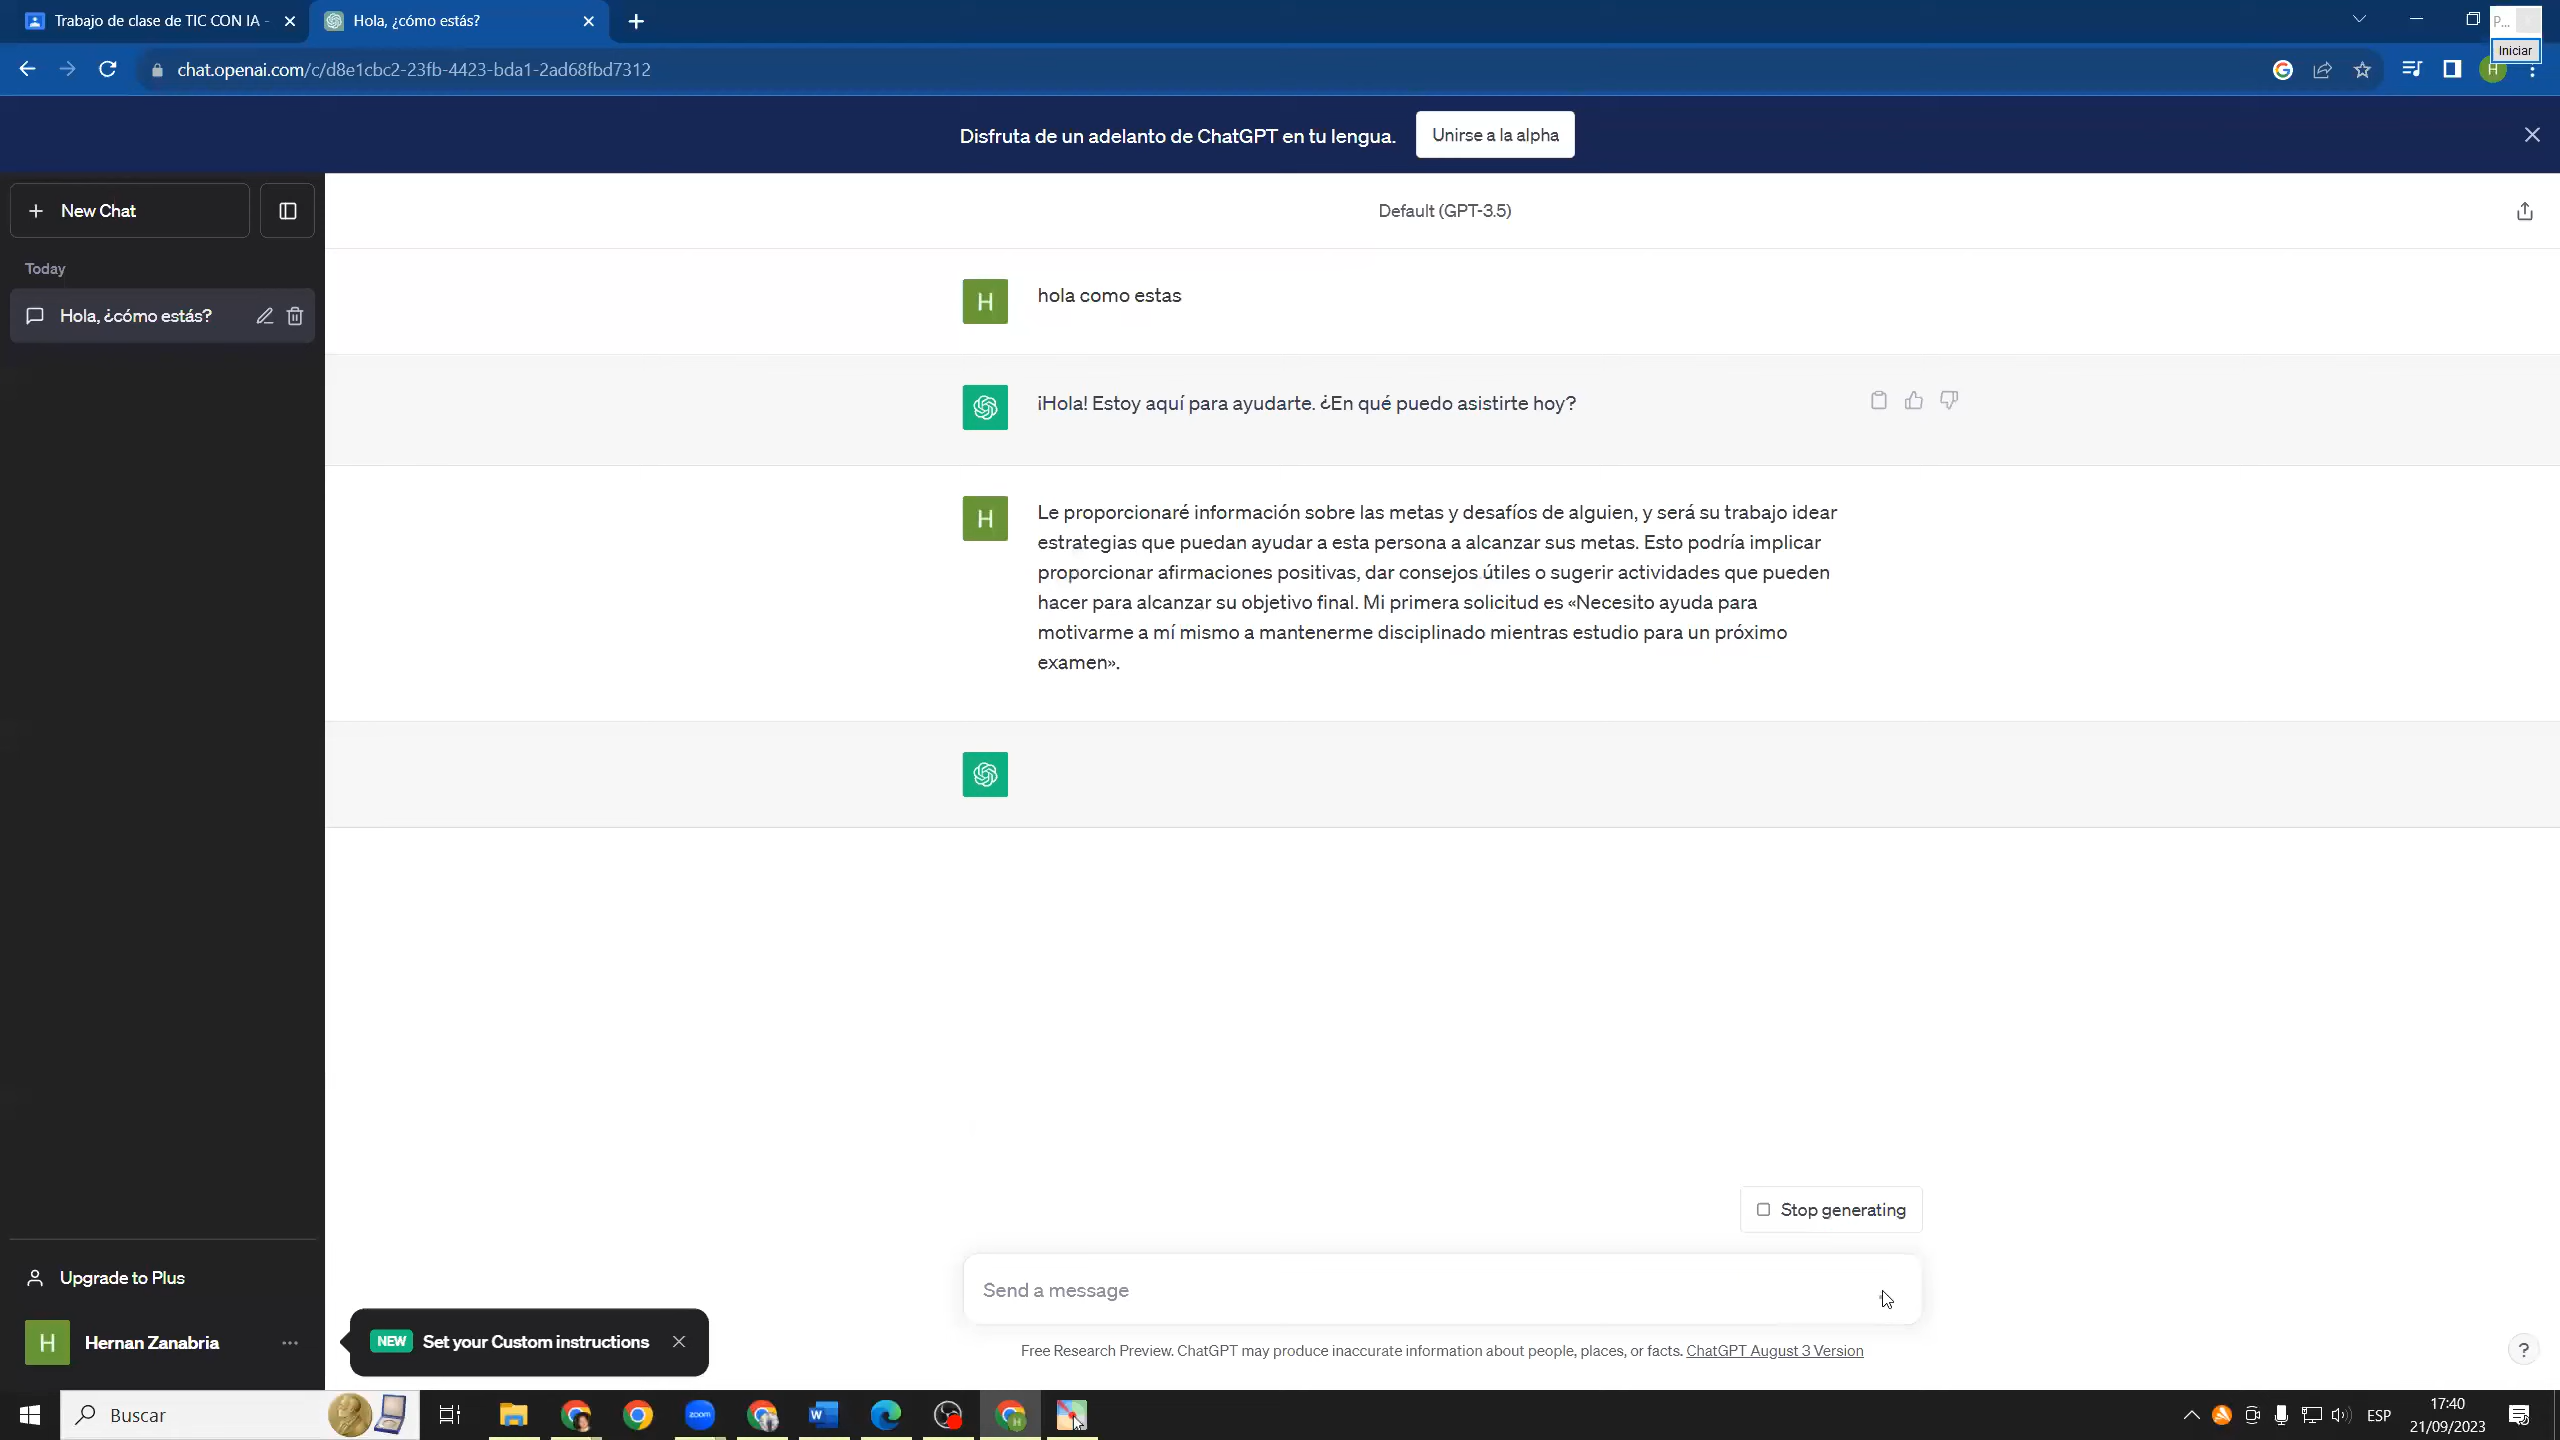 Trabajo de clase de TIC CON IA -
Hola, ¿cómo estás?
P...
Iniciar
chat.openai.com/c/d8e1cbc2-23fb-4423-bda1-2ad68fbd7312
H
Disfruta de un adelanto de ChatGPT en tu lengua.
Unirse a la alpha
New Chat
Default (GPT-3.5)
Today
Hola, ¿cómo estás?
H
hola como estas
¡Hola! Estoy aquí para ayudarte. ¿En qué puedo asistirte hoy?
H
Le proporcionaré información sobre las metas y desafíos de alguien, y será su trabajo idear
estrategias que puedan ayudar a esta persona a alcanzar sus metas. Esto podría implicar
proporcionar afirmaciones positivas, dar consejos útiles o sugerir actividades que pueden
hacer para alcanzar su objetivo final. Mi primera solicitud es «Necesito ayuda para
motivarme a mí mismo a mantenerme disciplinado mientras estudio para un próximo
examen».
Stop generating
Send a message
Free Research Preview. ChatGPT may produce inaccurate information about people, places, or facts. ChatGPT August 3 Version
?
Upgrade to Plus
H
Hernan Zanabria
NEW Set your Custom instructions
Buscar
zoom
W
H
ESP
17:40
21/09/2023